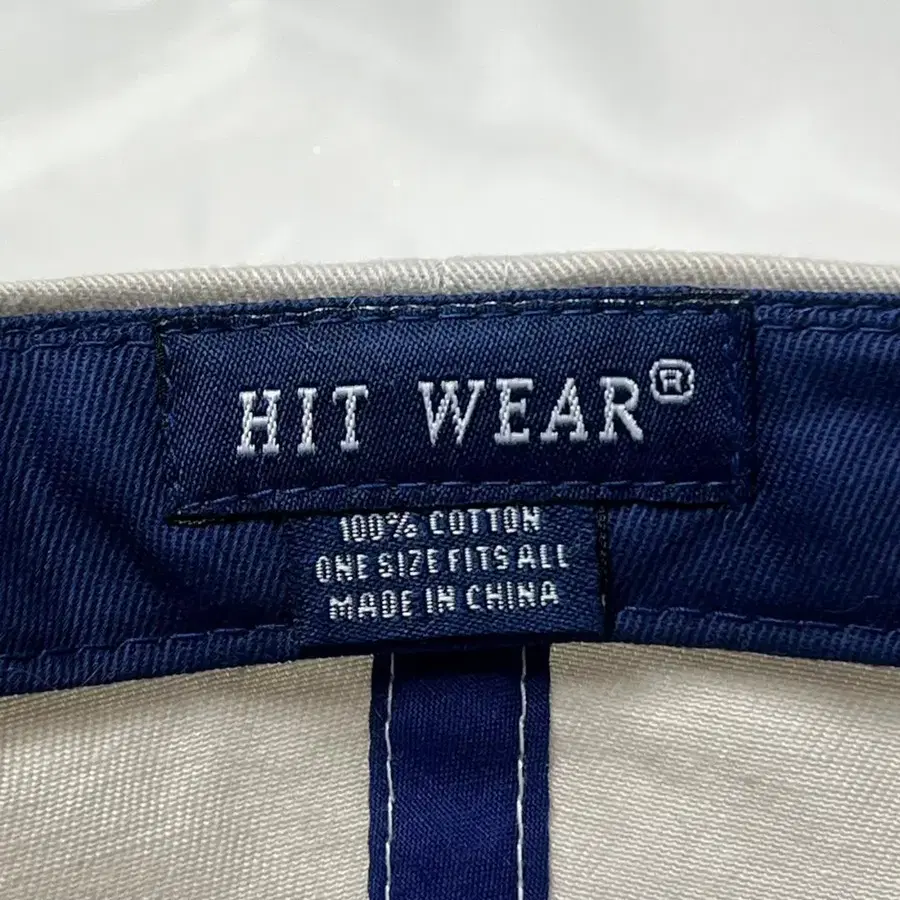 HIT WEAR®
100% COTTON
ONE SIZE FITS ALL
MADE IN CHINA